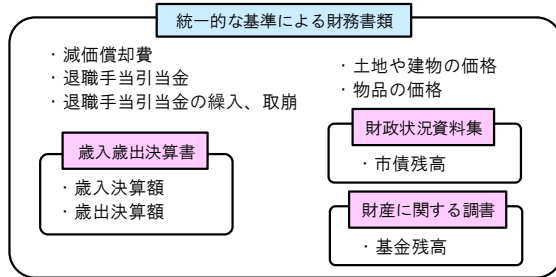 統一的な基準による財務書類
・減価償却費
・退職手当引当金
・退職手当引当金の繰入、取崩
・土地や建物の価格
・物品の価格
歳入歳出決算書
・歳入決算額
・歳出決算額
財政状況資料集
・市債残高
財産に関する調書
・基金残高